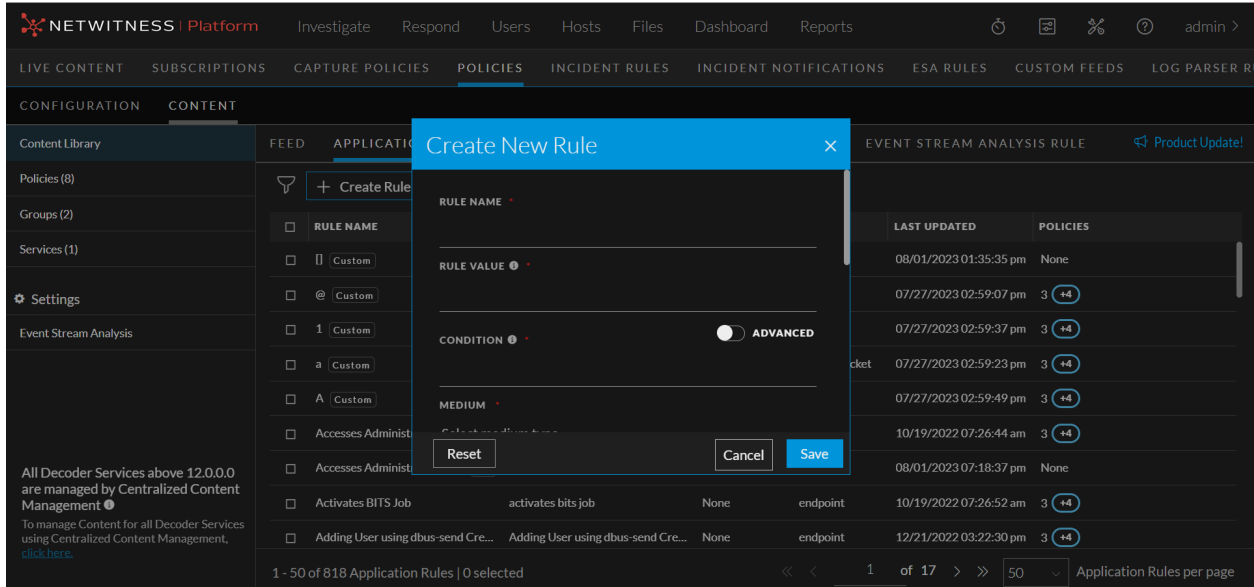 NETWITNESS | Platform Investigate Respond Users Hosts Files Dashboard Reports admin >
LIVE CONTENT SUBSCRIPTIONS CAPTURE POLICIES POLICIES INCIDENT RULES INCIDENT NOTIFICATIONS ESA RULES CUSTOM FEEDS LOG PARSER R
CONFIGURATION CONTENT
Content Library
Policies (8)
Groups (2)
Services (1)
Settings
Event Stream Analysis
All Decoder Services above 12.0.0.0
are managed by Centralized Content
Management
To manage Content for all Decoder Services
using Centralized Content Management,
click here.
FEED APPLICATIO EVENT STREAM ANALYSIS RULE Product Update!
+ Create Rule
RULE NAME LAST UPDATED POLICIES
[] Custom 08/01/2023 01:35:35 pm None
@ Custom 07/27/2023 02:59:07 pm 3 +4
1 Custom 07/27/2023 02:59:37 pm 3 +4
a Custom cket 07/27/2023 02:59:23 pm 3 +4
A Custom 07/27/2023 02:59:49 pm 3 +4
Accesses Administ 10/19/2022 07:26:44 am 3 +4
Accesses Administ 08/01/2023 07:18:37 pm None
Activates BITS Job activates bits job None endpoint 10/19/2022 07:26:52 am 3 +4
Adding User using dbus-send Cre... Adding User using dbus-send Cre... None endpoint 12/21/2022 03:22:30 pm 3 +4
1 - 50 of 818 Application Rules | 0 selected 1 of 17 50 Application Rules per page
Create New Rule
RULE NAME *
RULE VALUE *
CONDITION * ADVANCED
MEDIUM *
Select medium type
Reset Cancel Save